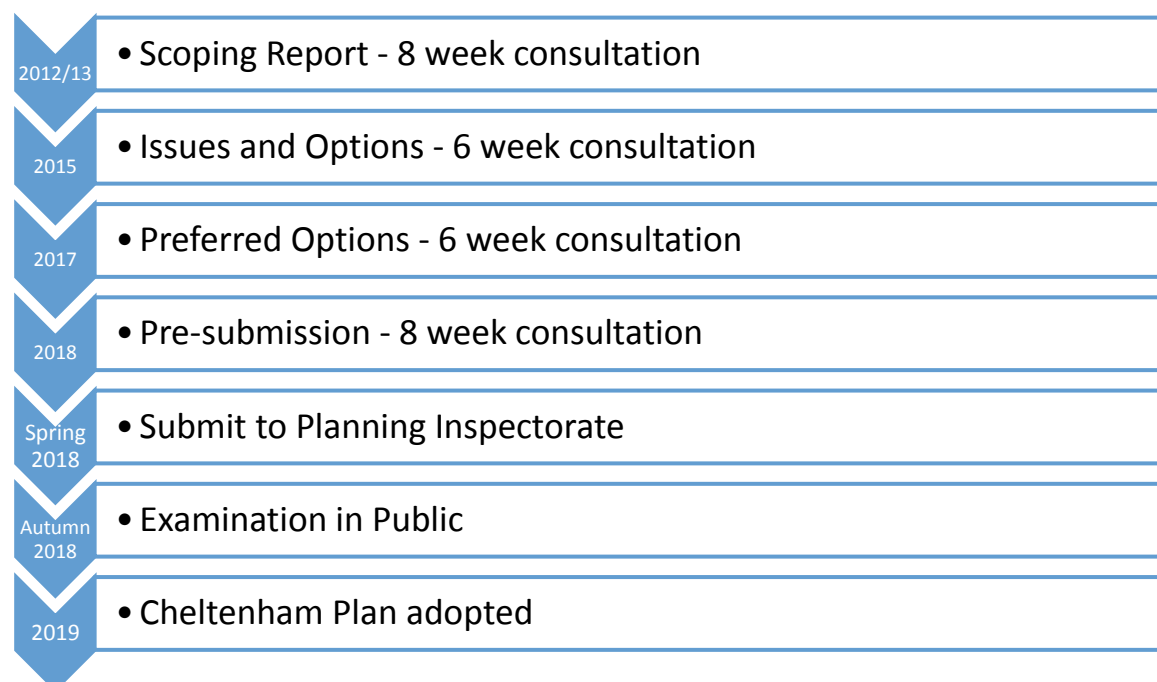 2012/13
• Scoping Report - 8 week consultation
2015
• Issues and Options - 6 week consultation
2017
• Preferred Options - 6 week consultation
2018
• Pre-submission - 8 week consultation
Spring
2018
• Submit to Planning Inspectorate
Autumn
2018
• Examination in Public
2019
• Cheltenham Plan adopted